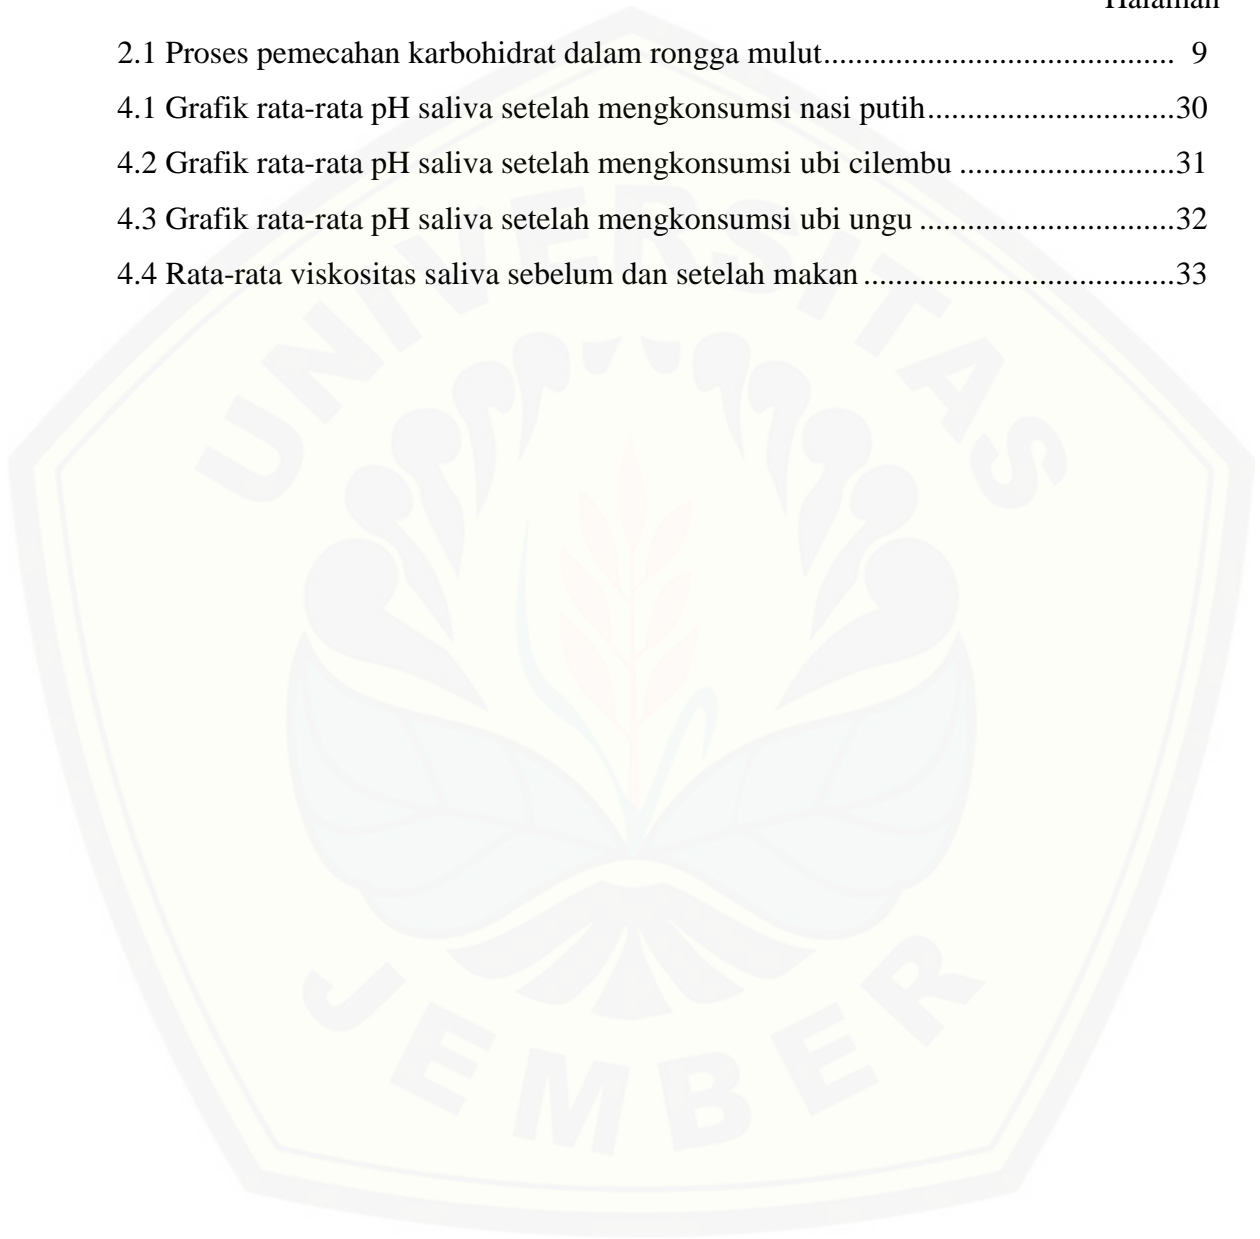 Halaman
2.1 Proses pemecahan karbohidrat dalam rongga mulut............................................ 9
4.1 Grafik rata-rata pH saliva setelah mengkonsumsi nasi putih...............................30
4.2 Grafik rata-rata pH saliva setelah mengkonsumsi ubi cilembu ...........................31
4.3 Grafik rata-rata pH saliva setelah mengkonsumsi ubi ungu ................................32
4.4 Rata-rata viskositas saliva sebelum dan setelah makan .......................................33
UNIVERSITAS
JEMBER